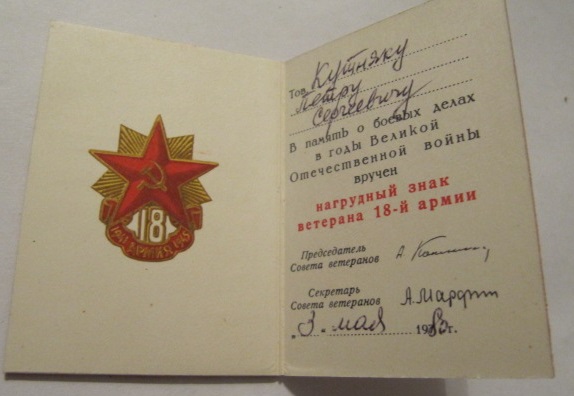 18
Тов. Кутняку
Петру
Сергеевичу
В память о боевых делах
в годы Великой
Отечественной войны
вручен
нагрудный знак
ветерана 18-й армии
Председатель
Совета ветеранов
Секретарь
Совета ветеранов
3. мая